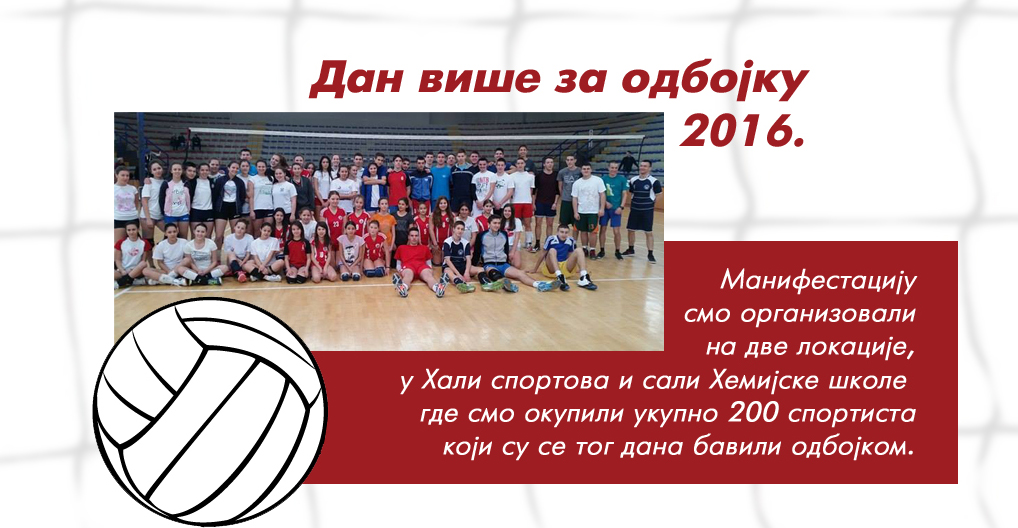 Дан више за одбојку
2016.
Манифестацију
смо организовали
на две локације,
у Хали спортова и сали Хемијске школе
где смо окупили укупно 200 спортиста
који су се тог дана бавили одбојком.